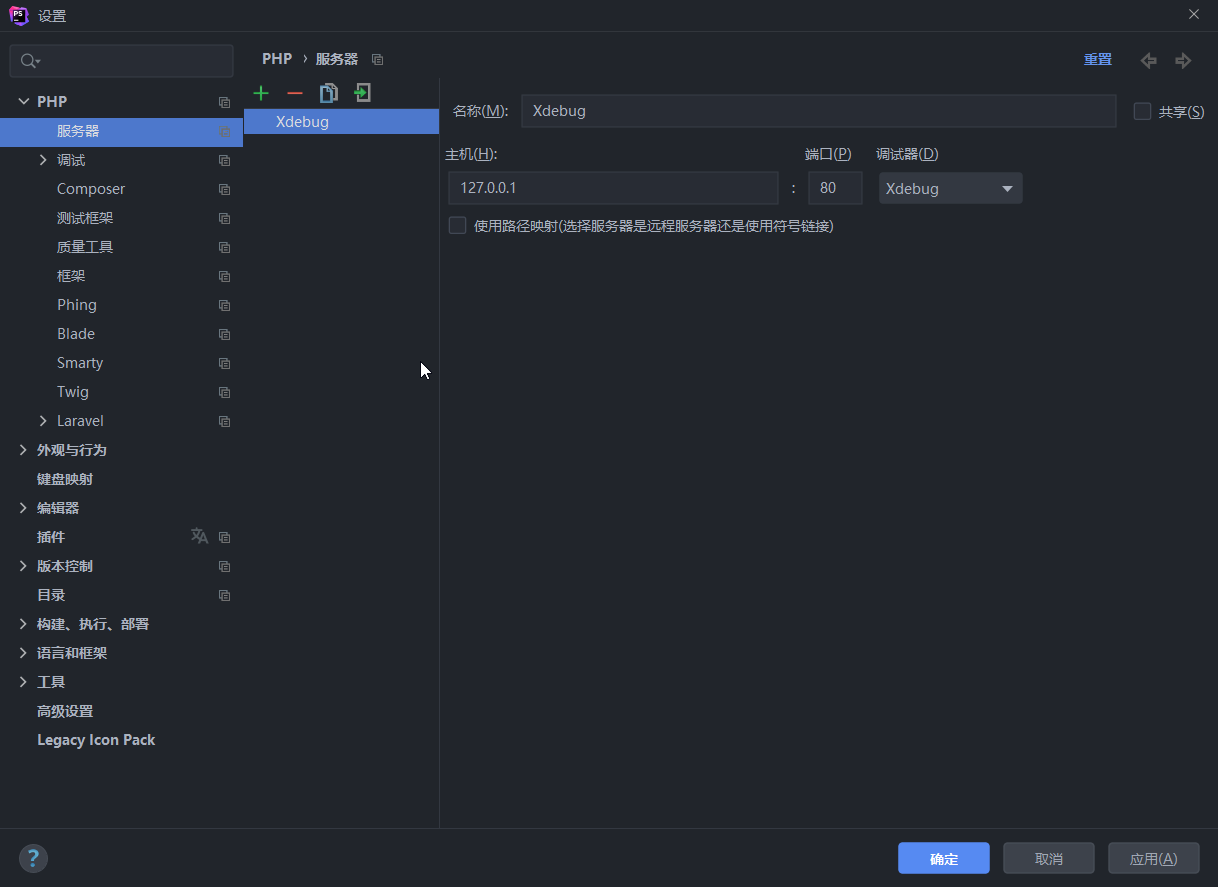 PS 设置
PHP › 服务器
重置
PHP
服务器
调试
Composer
测试框架
质量工具
框架
Phing
Blade
Smarty
Twig
Laravel
外观与行为
键盘映射
编辑器
插件
版本控制
目录
构建、执行、部署
语言和框架
工具
高级设置
Legacy Icon Pack
Xdebug
名称(M): Xdebug 共享(S)
主机(H): 端口(P) 调试器(D)
127.0.0.1 : 80 Xdebug
使用路径映射(选择服务器是远程服务器还是使用符号链接)
? 确定 取消 应用(A)